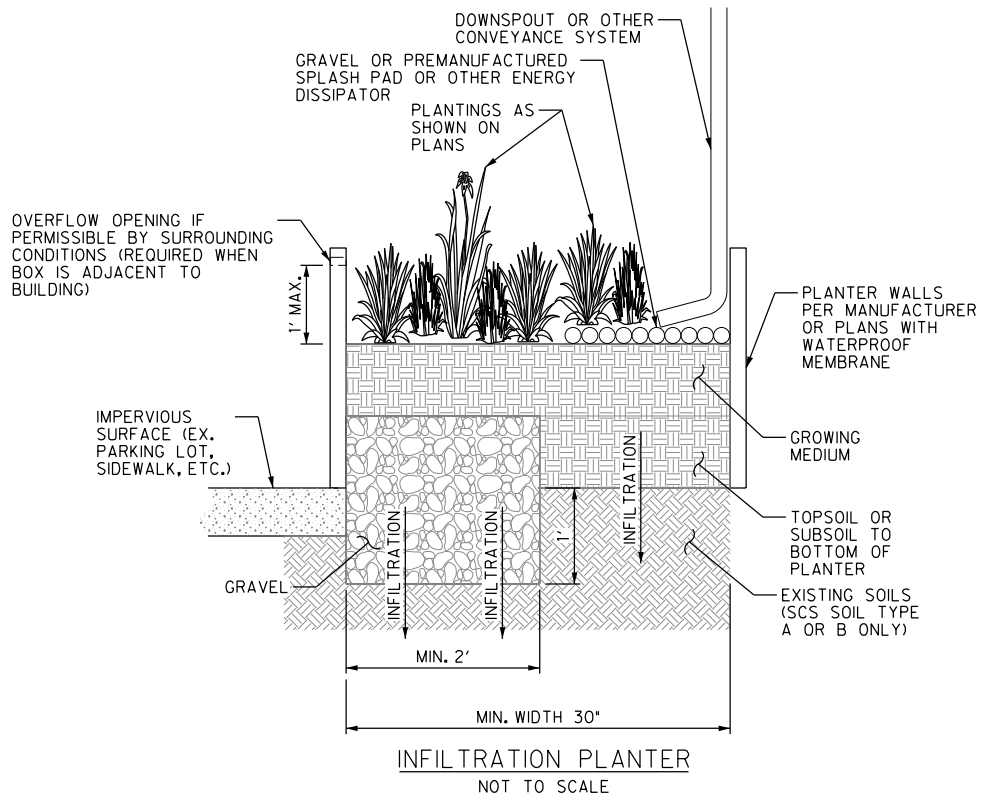 DOWNSPOUT OR OTHER
CONVEYANCE SYSTEM
GRAVEL OR PREMANUFACTURED
SPLASH PAD OR OTHER ENERGY
DISSIPATOR
PLANTINGS AS
SHOWN ON
PLANS
OVERFLOW OPENING IF
PERMISSIBLE BY SURROUNDING
CONDITIONS (REQUIRED WHEN
BOX IS ADJACENT TO
BUILDING)
1' MAX.
PLANTER WALLS
PER MANUFACTURER
OR PLANS WITH
WATERPROOF
MEMBRANE
IMPERVIOUS
SURFACE (EX.
PARKING LOT,
SIDEWALK, ETC.)
GROWING
MEDIUM
INFILTRATION
INFILTRATION
INFILTRATION
1'
TOPSOIL OR
SUBSOIL TO
BOTTOM OF
PLANTER
GRAVEL
EXISTING SOILS
(SCS SOIL TYPE
A OR B ONLY)
MIN. 2'
MIN. WIDTH 30"
INFILTRATION PLANTER
NOT TO SCALE